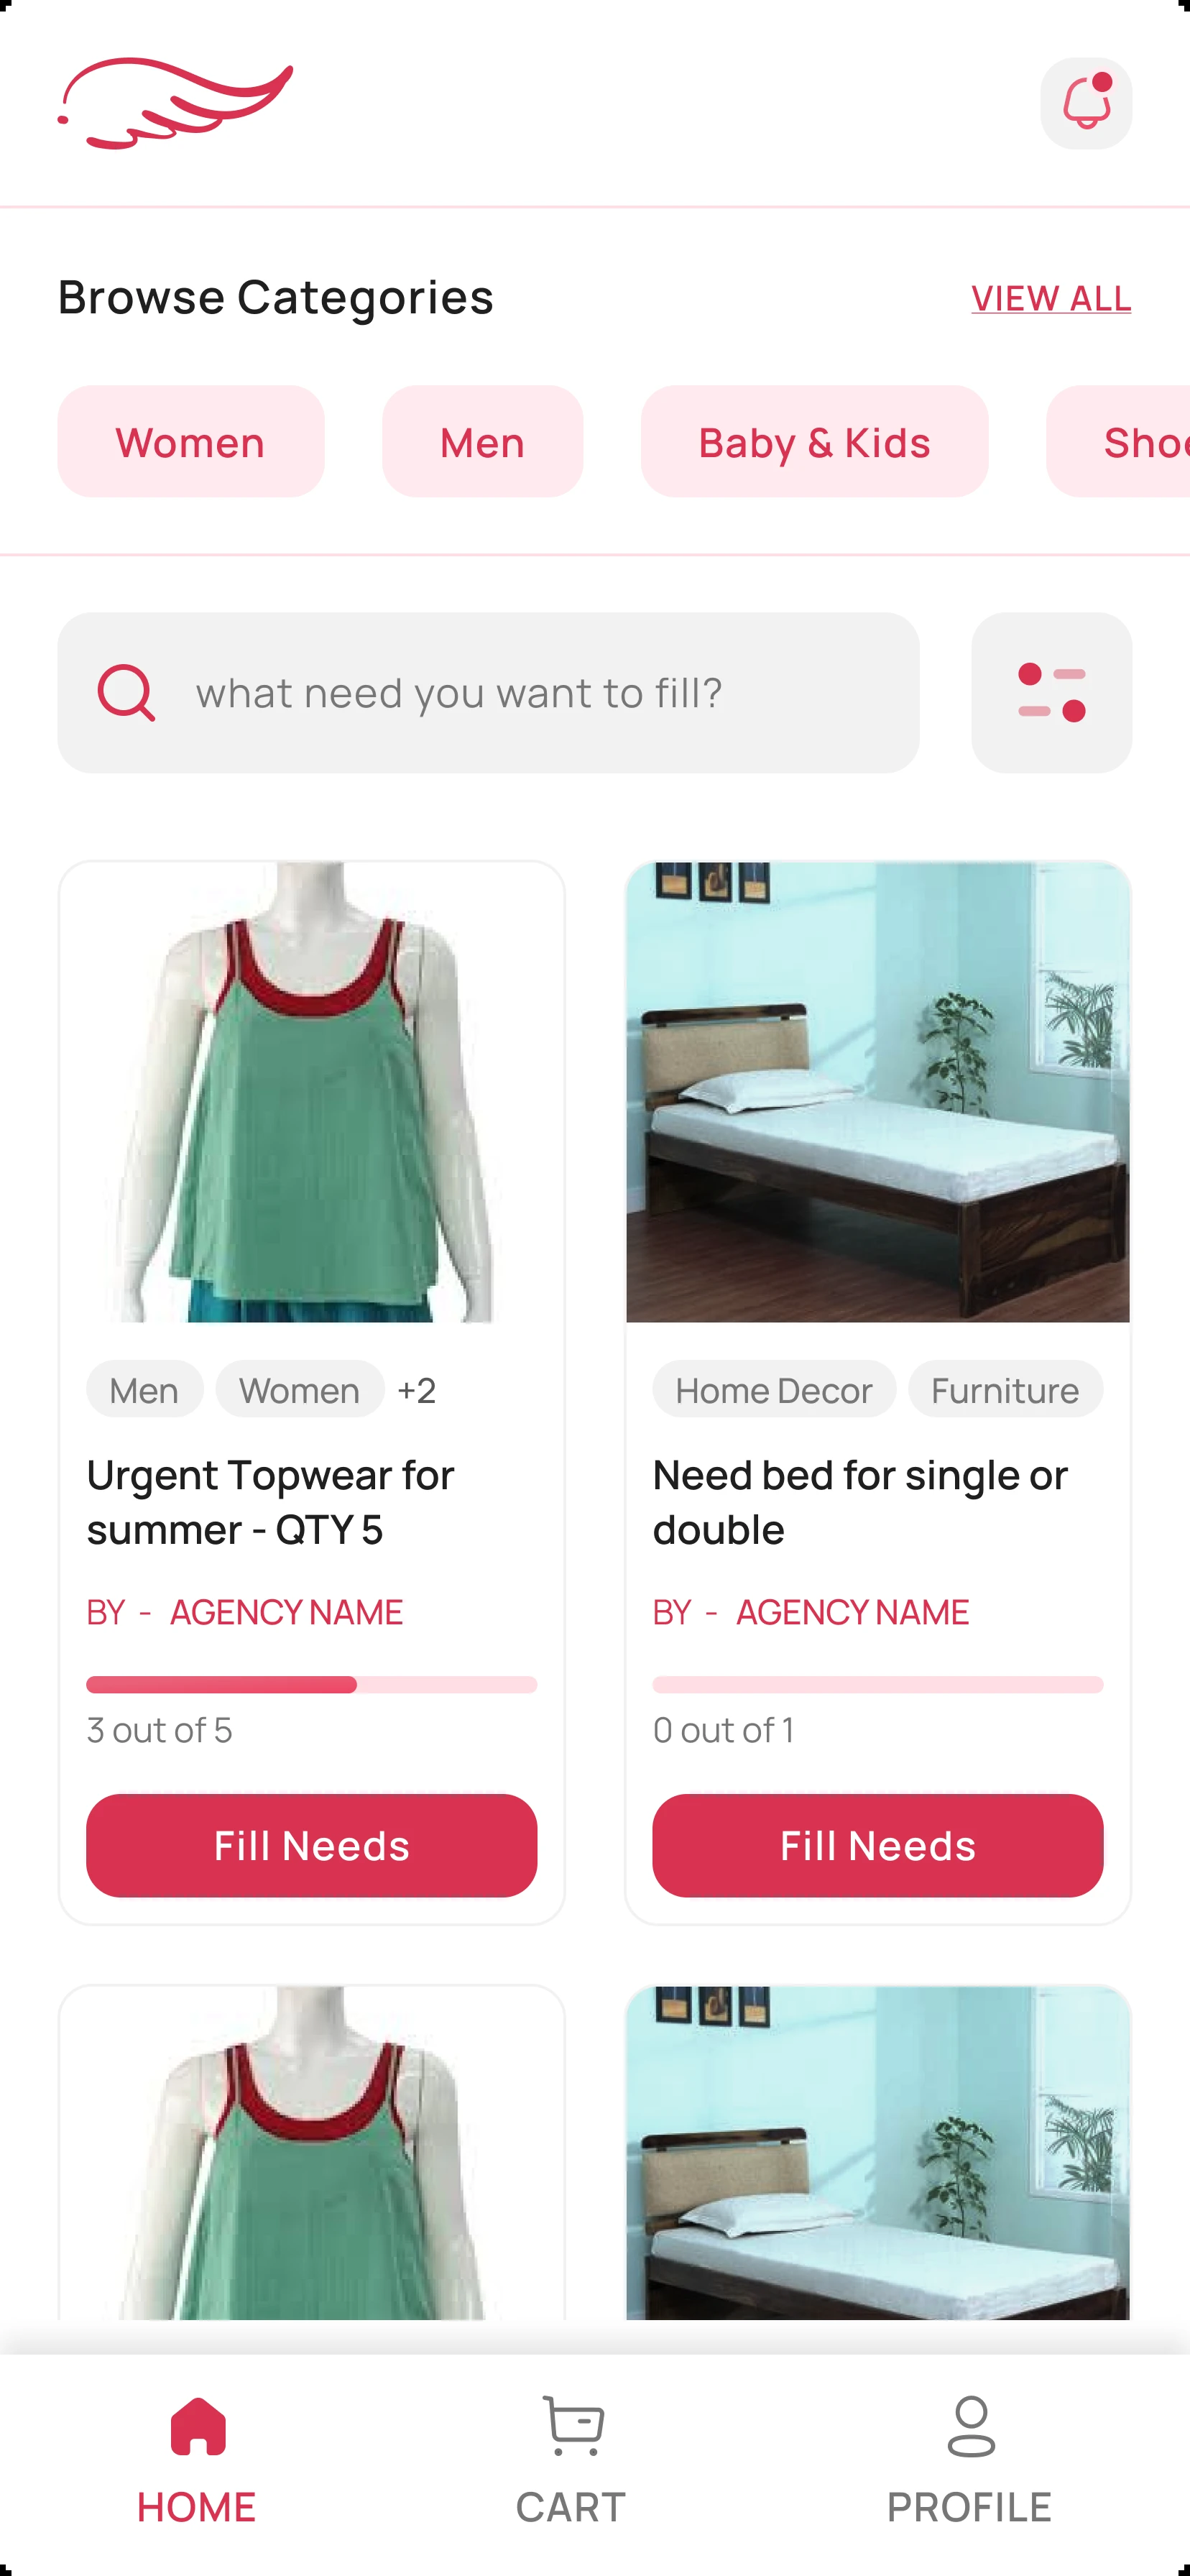 Browse Categories
VIEW ALL
Women
Men
Baby & Kids
Shoe
what need you want to fill?
Men
Women
+2
Urgent Topwear for
summer - QTY 5
BY - AGENCY NAME
3 out of 5
Fill Needs
Home Decor
Furniture
Need bed for single or
double
BY - AGENCY NAME
0 out of 1
Fill Needs
HOME
CART
PROFILE